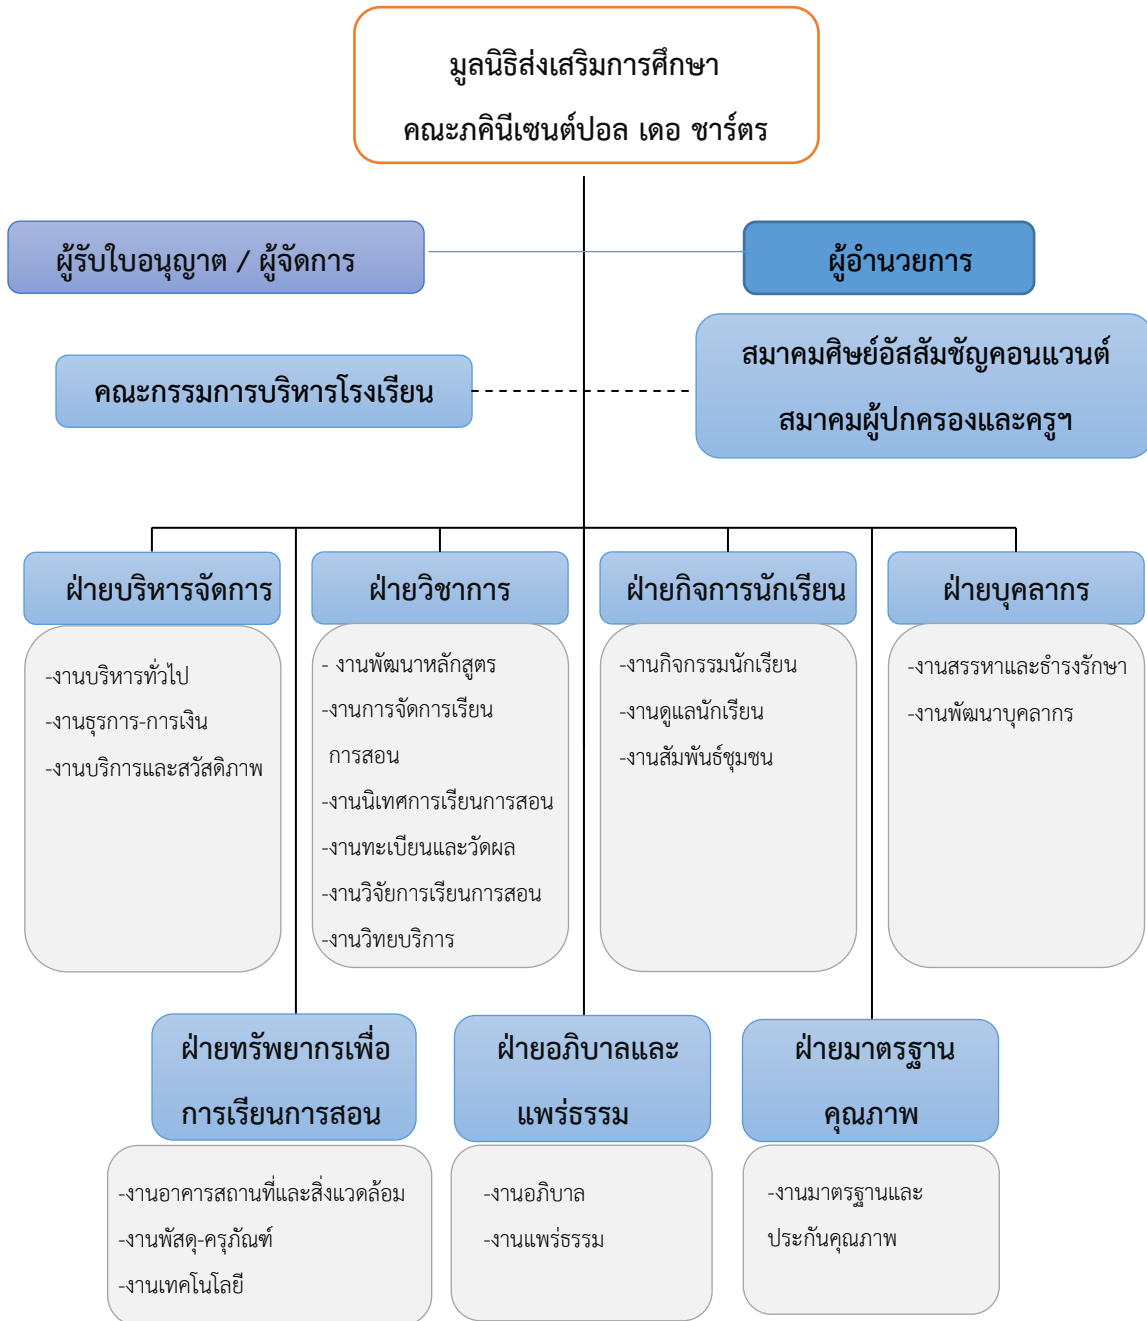 มูลนิธิส่งเสริมการศึกษา
คณะภคินีเซนต์ปอล เดอ ชาร์ตร
ผู้รับใบอนุญาต / ผู้จัดการ
ผู้อำนวยการ
คณะกรรมการบริหารโรงเรียน
สมาคมศิษย์อัสสัมชัญคอนแวนต์
สมาคมผู้ปกครองและครูฯ
ฝ่ายบริหารจัดการ
-งานบริหารทั่วไป
-งานธุรการ-การเงิน
-งานบริการและสวัสดิภาพ
ฝ่ายวิชาการ
- งานพัฒนาหลักสูตร
-งานการจัดการเรียน
การสอน
-งานนิเทศการเรียนการสอน
-งานทะเบียนและวัดผล
-งานวิจัยการเรียนการสอน
-งานวิทยบริการ
ฝ่ายกิจการนักเรียน
-งานกิจกรรมนักเรียน
-งานดูแลนักเรียน
-งานสัมพันธ์ชุมชน
ฝ่ายบุคลากร
-งานสรรหาและธำรงรักษา
-งานพัฒนาบุคลากร
ฝ่ายทรัพยากรเพื่อ
การเรียนการสอน
-งานอาคารสถานที่และสิ่งแวดล้อม
-งานพัสดุ-ครุภัณฑ์
-งานเทคโนโลยี
ฝ่ายอภิบาลและ
แพร่ธรรม
-งานอภิบาล
-งานแพร่ธรรม
ฝ่ายมาตรฐาน
คุณภาพ
-งานมาตรฐานและ
ประกันคุณภาพ